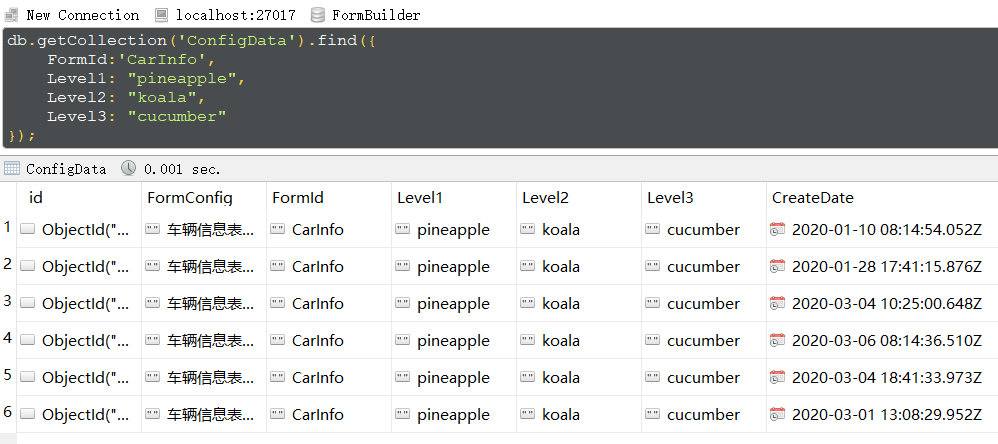 New Connection localhost:27017 FormBuilder
db.getCollection('ConfigData').find({
FormId:'CarInfo',
Level1: "pineapple",
Level2: "koala",
Level3: "cucumber"
});
ConfigData 0.001 sec.
id FormConfig FormId Level1 Level2 Level3 CreateDate
1 ObjectId("... 车辆信息表... CarInfo pineapple koala cucumber 2020-01-10 08:14:54.052Z
2 ObjectId("... 车辆信息表... CarInfo pineapple koala cucumber 2020-01-28 17:41:15.876Z
3 ObjectId("... 车辆信息表... CarInfo pineapple koala cucumber 2020-03-04 10:25:00.648Z
4 ObjectId("... 车辆信息表... CarInfo pineapple koala cucumber 2020-03-06 08:14:36.510Z
5 ObjectId("... 车辆信息表... CarInfo pineapple koala cucumber 2020-03-04 18:41:33.973Z
6 ObjectId("... 车辆信息表... CarInfo pineapple koala cucumber 2020-03-01 13:08:29.952Z